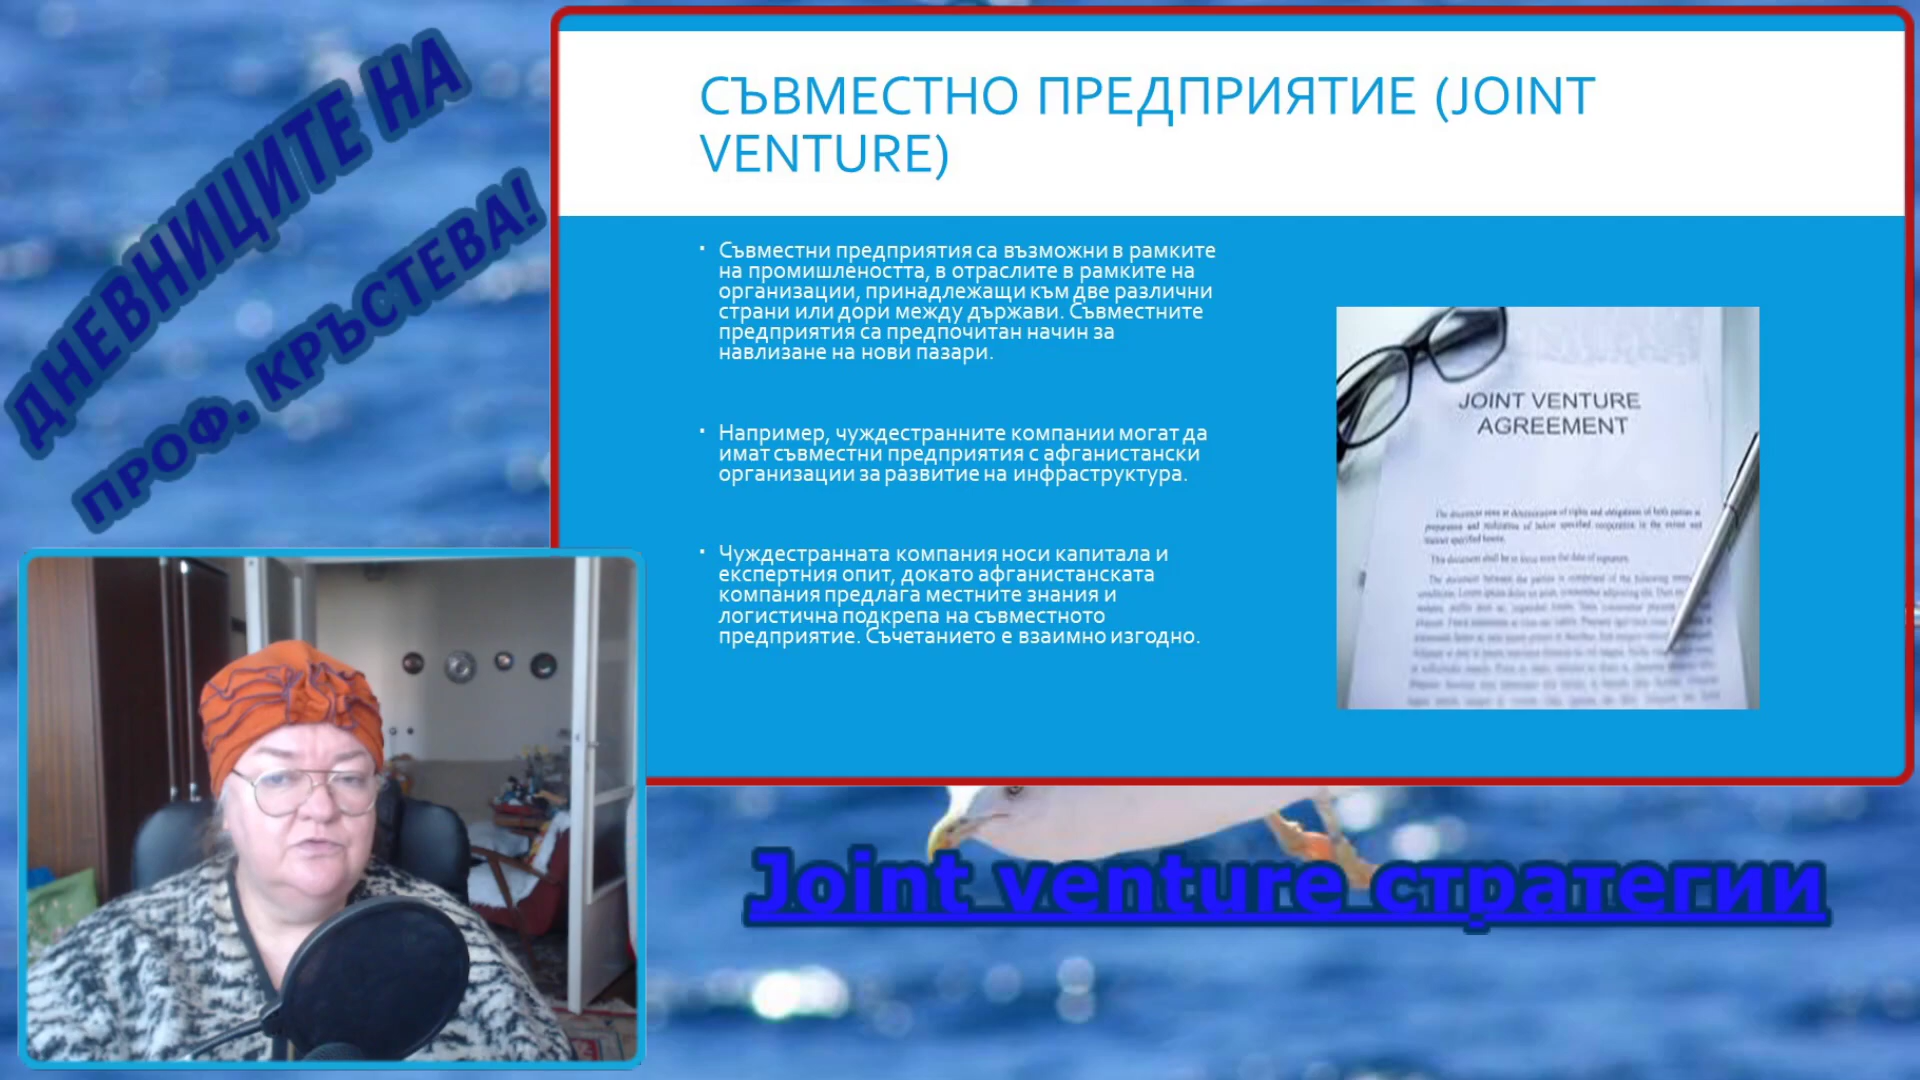 ДНЕВНИЦИТЕ НА
ПРОФ. КРЪСТЕВА!
СЪВМЕСТНО ПРЕДПРИЯТИЕ (JOINT
VENTURE)
Съвместни предприятия са възможни в рамките
на промишлеността, в отраслите в рамките на
организации, принадлежащи към две различни
страни или дори между държави. Съвместните
предприятия са предпочитан начин за
навлизане на нови пазари.
Например, чуждестранните компании могат да
имат съвместни предприятия с афганистански
организации за развитие на инфраструктура.
Чуждестранната компания носи капитала и
експертния опит, докато афганистанската
компания предлага местните знания и
логистична подкрепа на съвместното
предприятие. Съчетанието е взаимно изгодно.
JOINT VENTURE
AGREEMENT
Joint venture стратегии